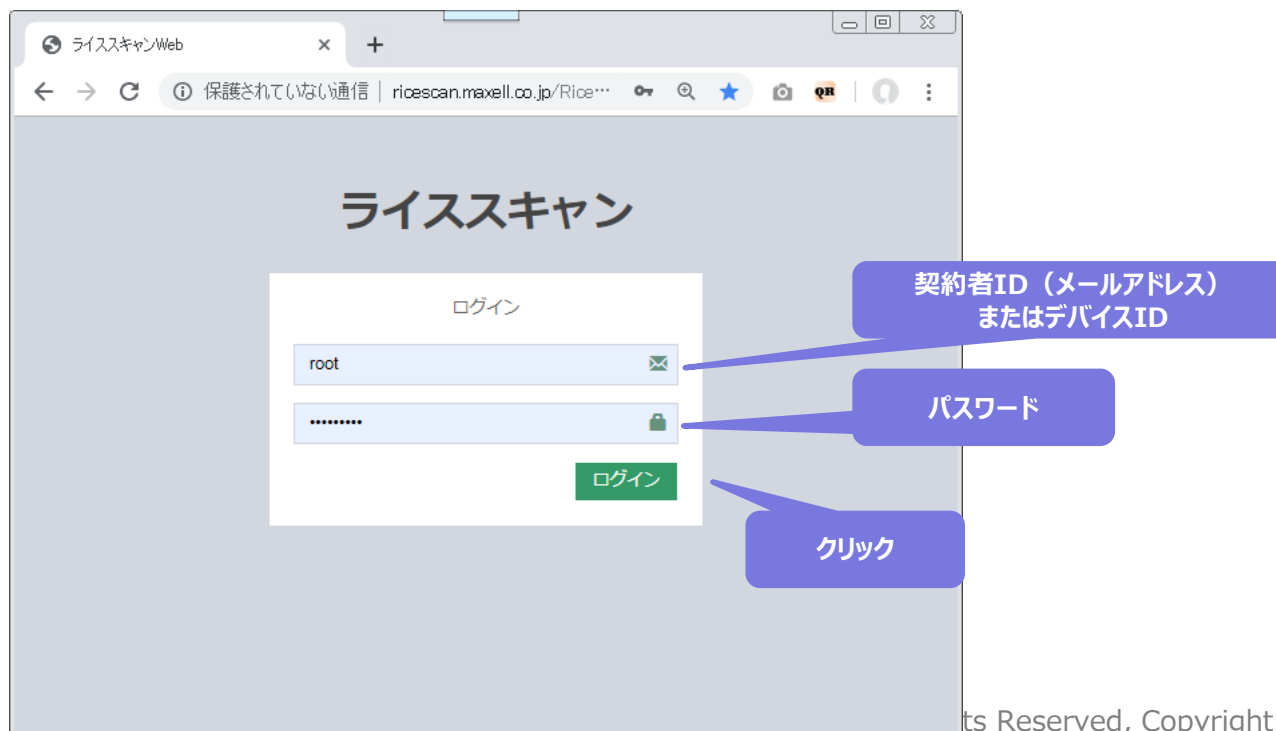 ライススキャンWeb
保護されていない通信 | ricescan.maxell.co.jp/Rice…
QR
ライススキャン
ログイン
契約者ID（メールアドレス）
またはデバイスID
root
パスワード
•••••••••
ログイン
クリック
ts Reserved, Copyright